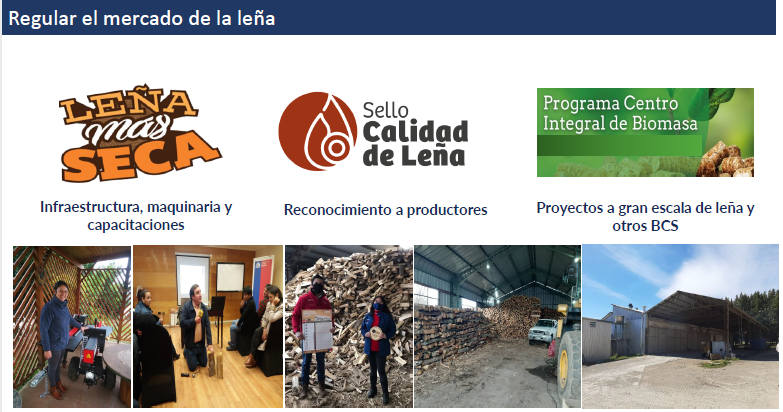 Regular el mercado de la leña
LEÑA
más
SECA
Sello
Calidad
de Leña
Programa Centro
Integral de Biomasa
Infraestructura, maquinaria y
capacitaciones
Reconocimiento a productores
Proyectos a gran escala de leña y
otros BCS